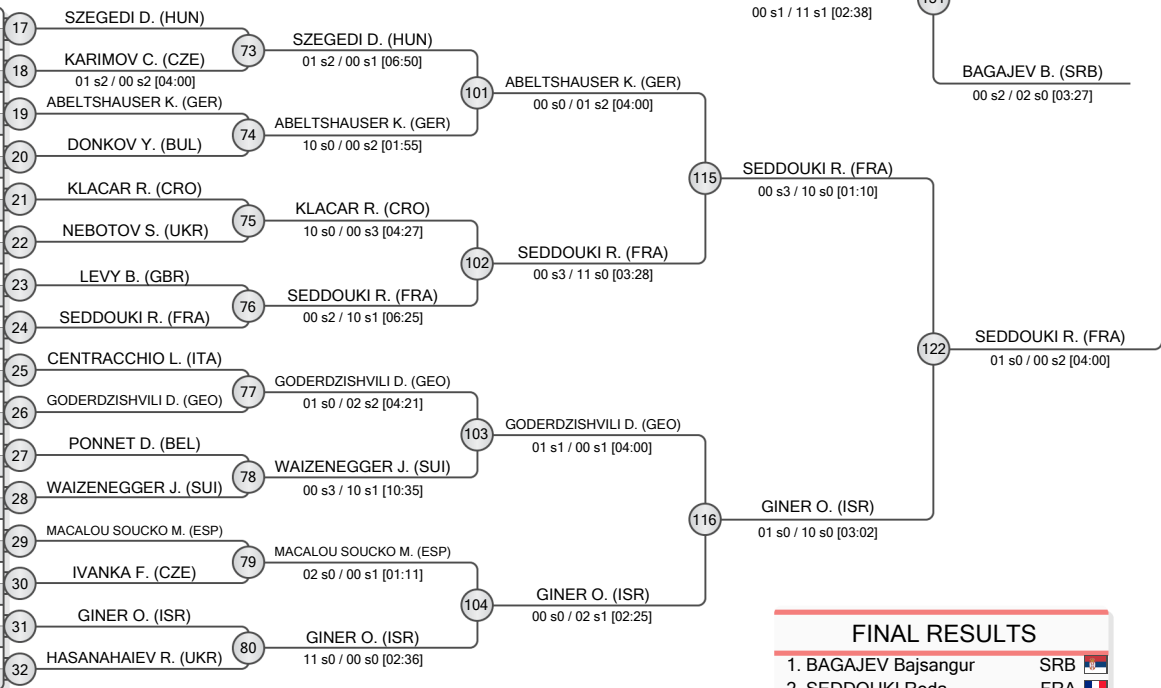 00 s1 / 11 s1 [02:38]
BAGAJEV B. (SRB)
00 s2 / 02 s0 [03:27]
17
SZEGEDI D. (HUN)
18
KARIMOV C. (CZE)
01 s2 / 00 s2 [04:00]
73
SZEGEDI D. (HUN)
01 s2 / 00 s1 [06:50]
19
ABELTSHAUSER K. (GER)
20
DONKOV Y. (BUL)
74
ABELTSHAUSER K. (GER)
10 s0 / 00 s2 [01:55]
101
ABELTSHAUSER K. (GER)
00 s0 / 01 s2 [04:00]
21
KLACAR R. (CRO)
22
NEBOTOV S. (UKR)
75
KLACAR R. (CRO)
10 s0 / 00 s3 [04:27]
23
LEVY B. (GBR)
24
SEDDOUKI R. (FRA)
76
SEDDOUKI R. (FRA)
00 s2 / 10 s1 [06:25]
102
SEDDOUKI R. (FRA)
00 s3 / 11 s0 [03:28]
115
SEDDOUKI R. (FRA)
00 s3 / 10 s0 [01:10]
25
CENTRACCHIO L. (ITA)
26
GODERDZISHVILI D. (GEO)
77
GODERDZISHVILI D. (GEO)
01 s0 / 02 s2 [04:21]
27
PONNET D. (BEL)
28
WAIZENEGGER J. (SUI)
78
WAIZENEGGER J. (SUI)
00 s3 / 10 s1 [10:35]
103
GODERDZISHVILI D. (GEO)
01 s1 / 00 s1 [04:00]
29
MACALOU SOUCKO M. (ESP)
30
IVANKA F. (CZE)
79
MACALOU SOUCKO M. (ESP)
02 s0 / 00 s1 [01:11]
31
GINER O. (ISR)
32
HASANAHAIEV R. (UKR)
80
GINER O. (ISR)
11 s0 / 00 s0 [02:36]
104
GINER O. (ISR)
00 s0 / 02 s1 [02:25]
116
GINER O. (ISR)
01 s0 / 10 s0 [03:02]
122
SEDDOUKI R. (FRA)
01 s0 / 00 s2 [04:00]
FINAL RESULTS
1. BAGAJEV Bajsangur SRB
2. SEDDOUKI Reda FRA